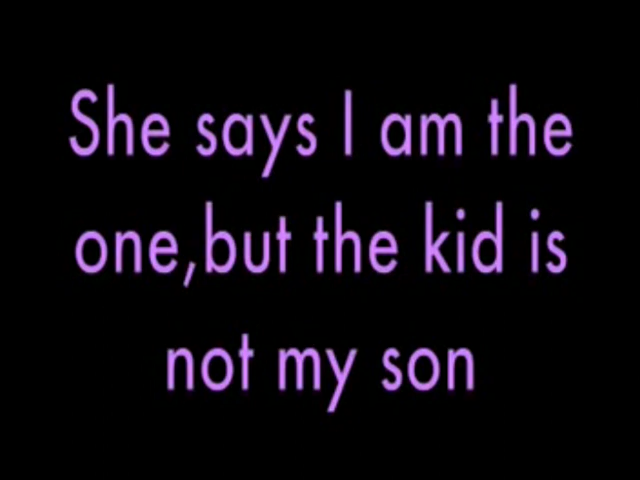 She says I am the
one,but the kid is
not my son